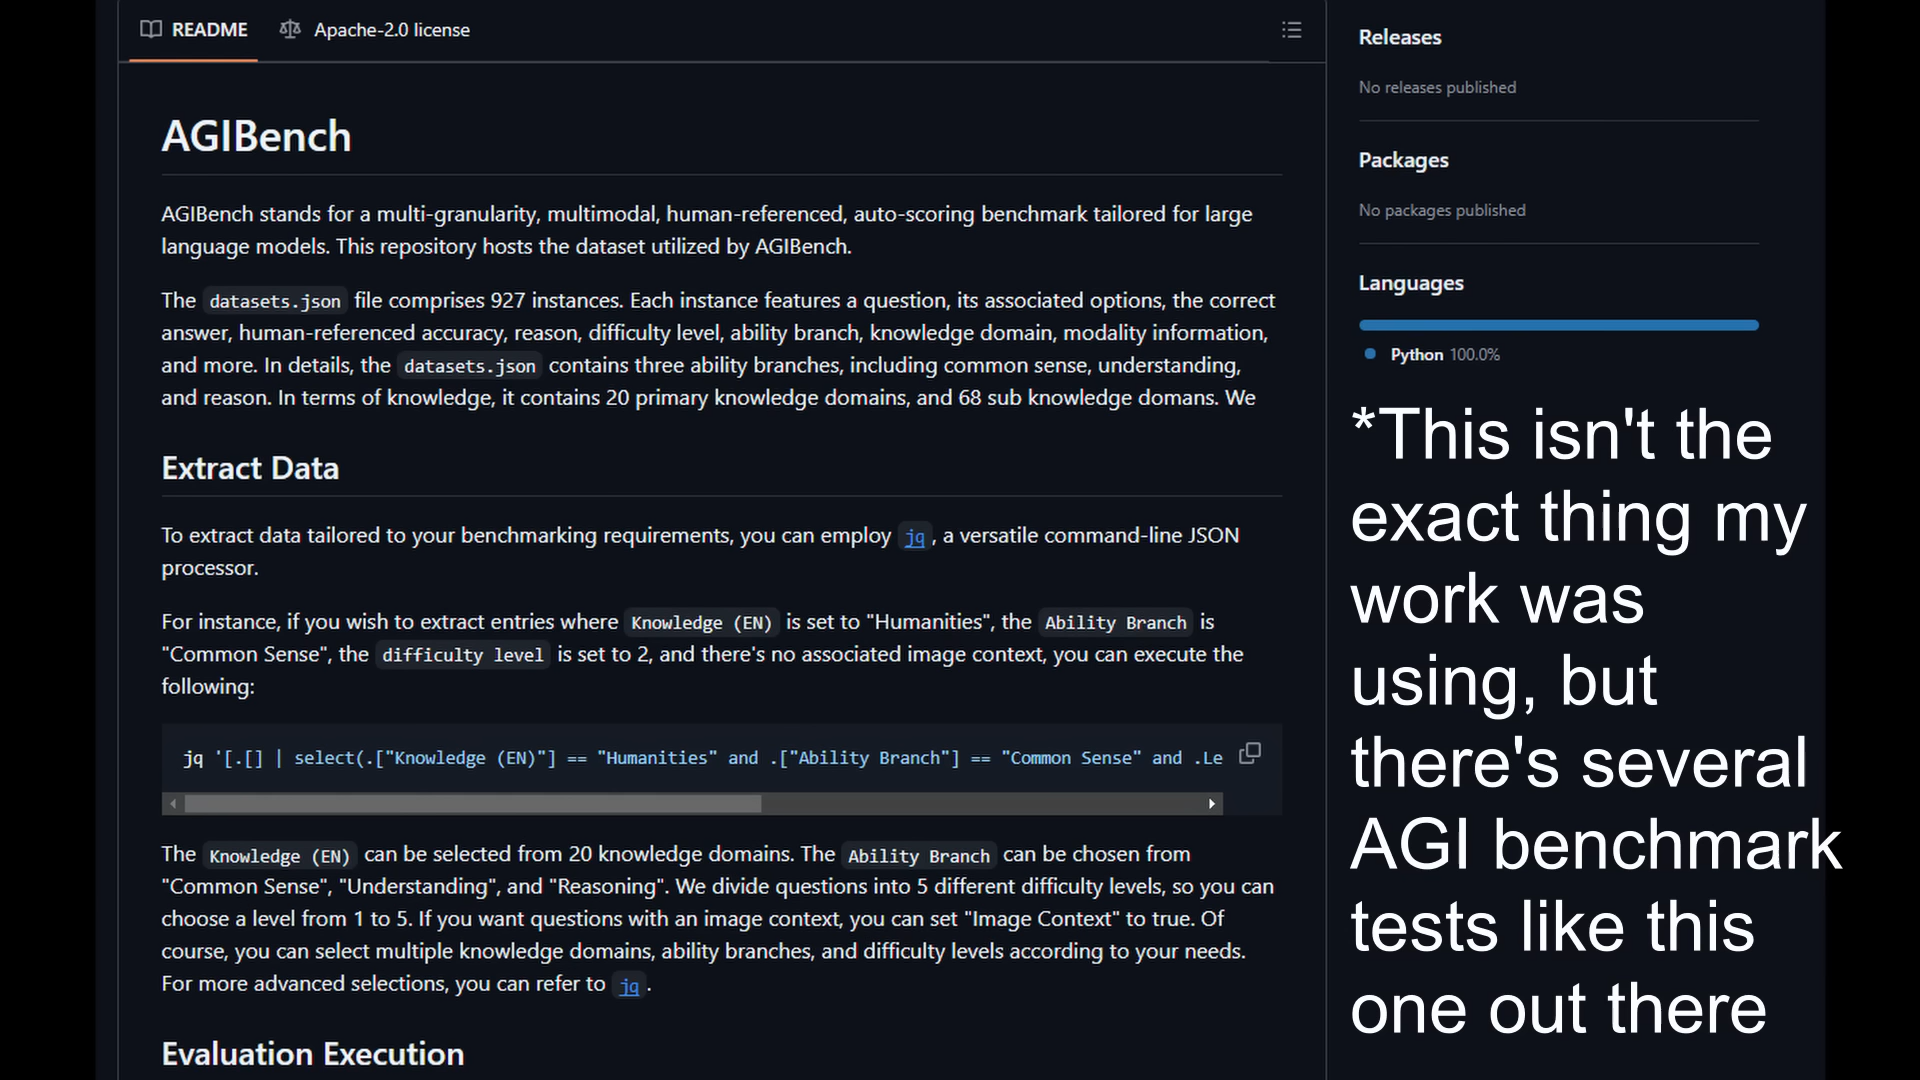 README
Apache-2.0 license
AGIBench
AGIBench stands for a multi-granularity, multimodal, human-referenced, auto-scoring benchmark tailored for large
language models. This repository hosts the dataset utilized by AGIBench.
The datasets.json file comprises 927 instances. Each instance features a question, its associated options, the correct
answer, human-referenced accuracy, reason, difficulty level, ability branch, knowledge domain, modality information,
and more. In details, the datasets.json contains three ability branches, including common sense, understanding,
and reason. In terms of knowledge, it contains 20 primary knowledge domains, and 68 sub knowledge domans. We
Extract Data
To extract data tailored to your benchmarking requirements, you can employ jq, a versatile command-line JSON
processor.
For instance, if you wish to extract entries where Knowledge (EN) is set to "Humanities", the Ability Branch is
"Common Sense", the difficulty level is set to 2, and there's no associated image context, you can execute the
following:
jq '[.[] | select(.["Knowledge (EN)"] == "Humanities" and .["Ability Branch"] == "Common Sense" and .Le
The Knowledge (EN) can be selected from 20 knowledge domains. The Ability Branch can be chosen from
"Common Sense", "Understanding", and "Reasoning". We divide questions into 5 different difficulty levels, so you can
choose a level from 1 to 5. If you want questions with an image context, you can set "Image Context" to true. Of
course, you can select multiple knowledge domains, ability branches, and difficulty levels according to your needs.
For more advanced selections, you can refer to jq.
Evaluation Execution
Releases
No releases published
Packages
No packages published
Languages
Python 100.0%
*This isn't the
exact thing my
work was
using, but
there's several
AGI benchmark
tests like this
one out there